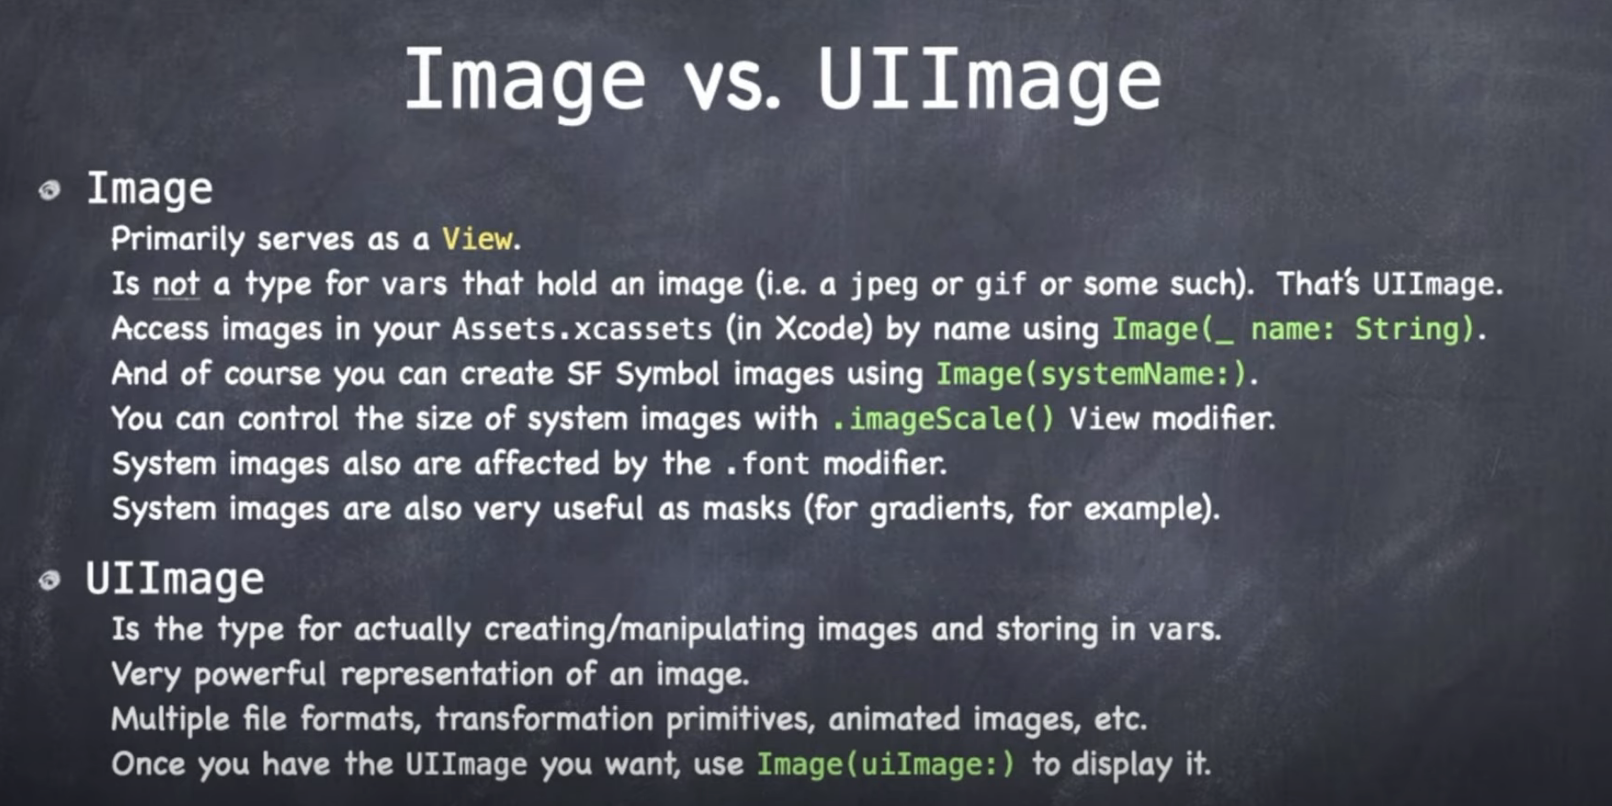 Image vs. UIImage
Image
Primarily serves as a View.
Is not a type for vars that hold an image (i.e. a jpeg or gif or some such). That's UIImage.
Access images in your Assets.xcassets (in Xcode) by name using Image(_ name: String).
And of course you can create SF Symbol images using Image(systemName:).
You can control the size of system images with .imageScale() View modifier.
System images also are affected by the .font modifier.
System images are also very useful as masks (for gradients, for example).
UIImage
Is the type for actually creating/manipulating images and storing in vars.
Very powerful representation of an image.
Multiple file formats, transformation primitives, animated images, etc.
Once you have the UIImage you want, use Image(uiImage:) to display it.